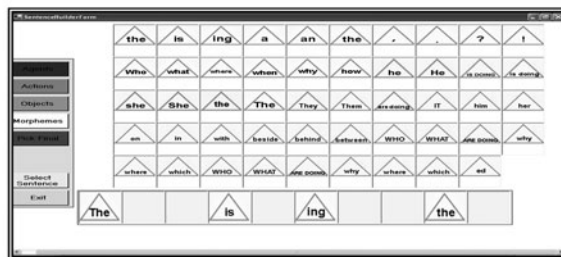 SentenceBuilderForm
the is ing a an the , . ? !
Who what where when why how he He IS DOING is doing
she She the The They Them are doing IT him her
on in with beside behind between WHO WHAT ARE DOING why
where which WHO WHAT ARE DOING why where which ed
Agents
Actions
Objects
Morphemes
Pick Final
Select
Sentence
Exit
The is ing the